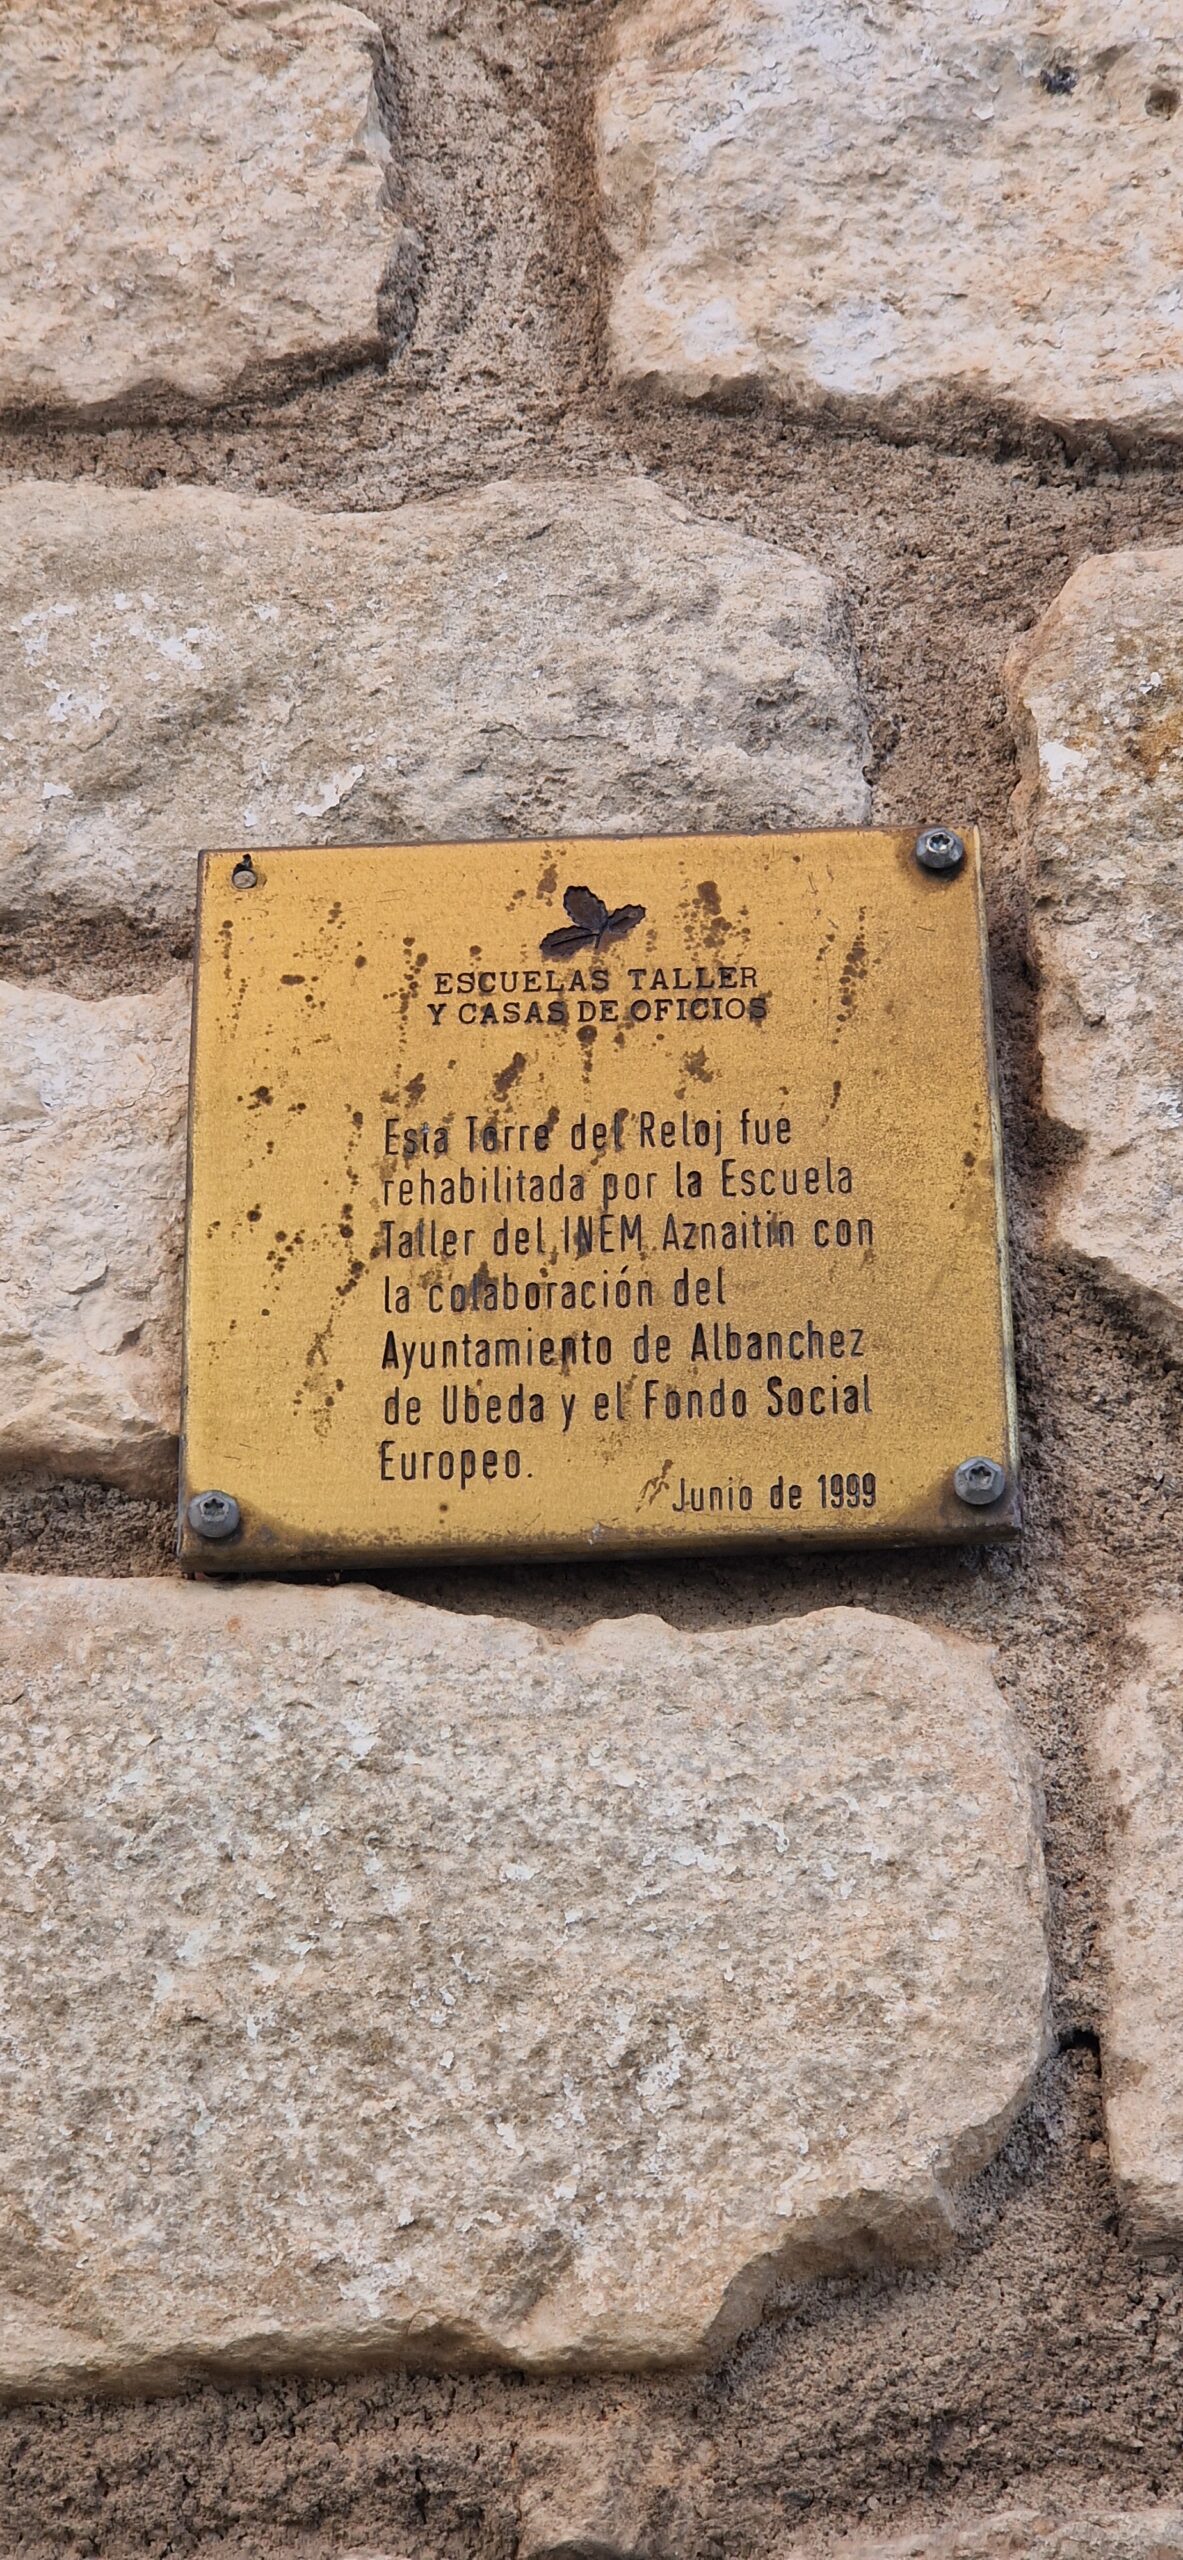 ESCUELAS TALLER
Y CASAS DE OFICIOS
Esta Torre del Reloj fue
rehabilitada por la Escuela
Taller del INEM Aznaitin con
la colaboración del
Ayuntamiento de Albanchez
de Ubeda y el Fondo Social
Europeo.
Junio de 1999